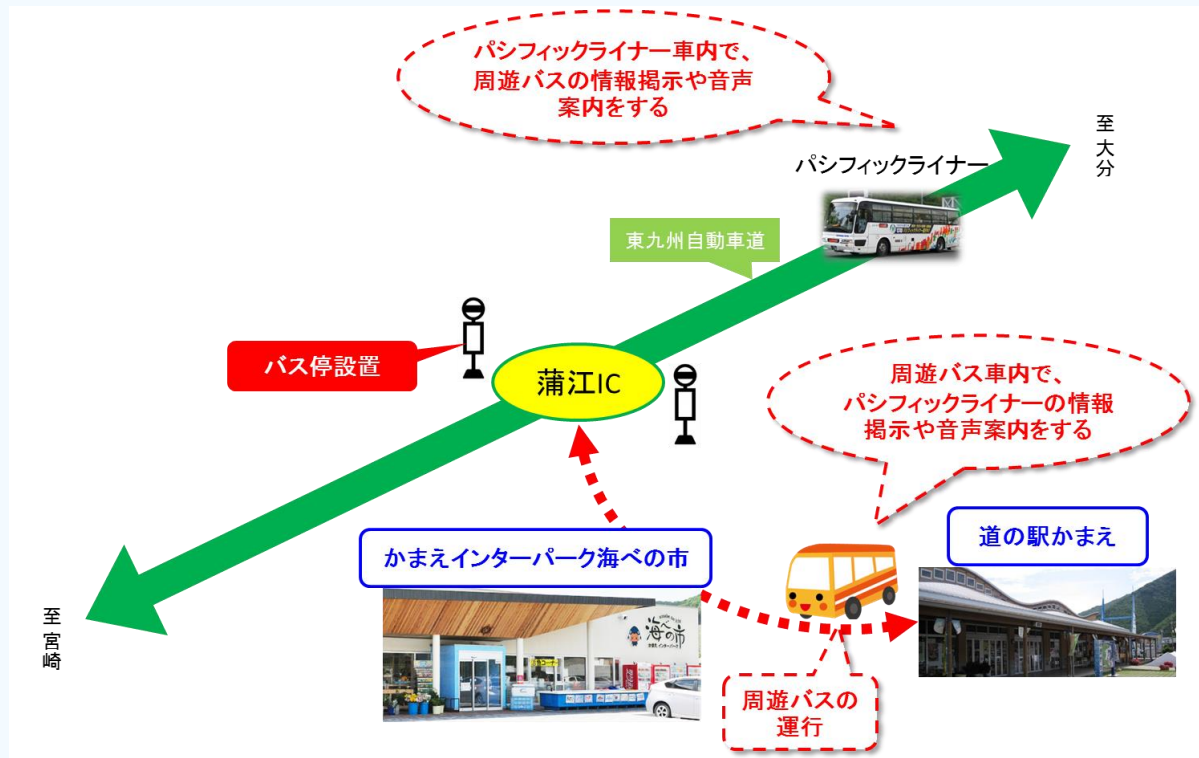 パシフィックライナー車内で、
周遊バスの情報掲示や音声
案内をする
至大分
パシフィックライナー
東九州自動車道
バス停設置
蒲江IC
周遊バス車内で、
パシフィックライナーの情報
掲示や音声案内をする
かまえインターパーク海べの市
道の駅かまえ
海べの市
至宮崎
周遊バスの
運行